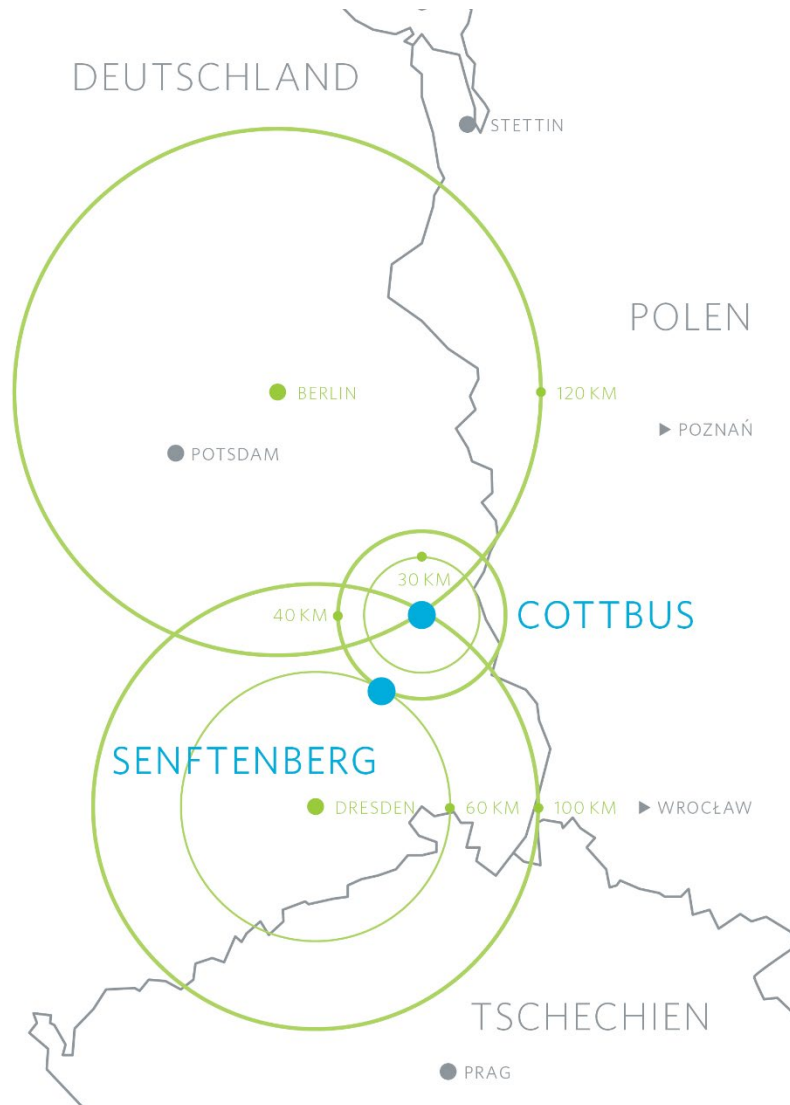 DEUTSCHLAND
STETTIN
POLEN
BERLIN
120 KM
POZNAŃ
POTSDAM
30 KM
40 KM
COTTBUS
SENFTENBERG
DRESDEN
60 KM
100 KM
WROCŁAW
TSCHECHIEN
PRAG